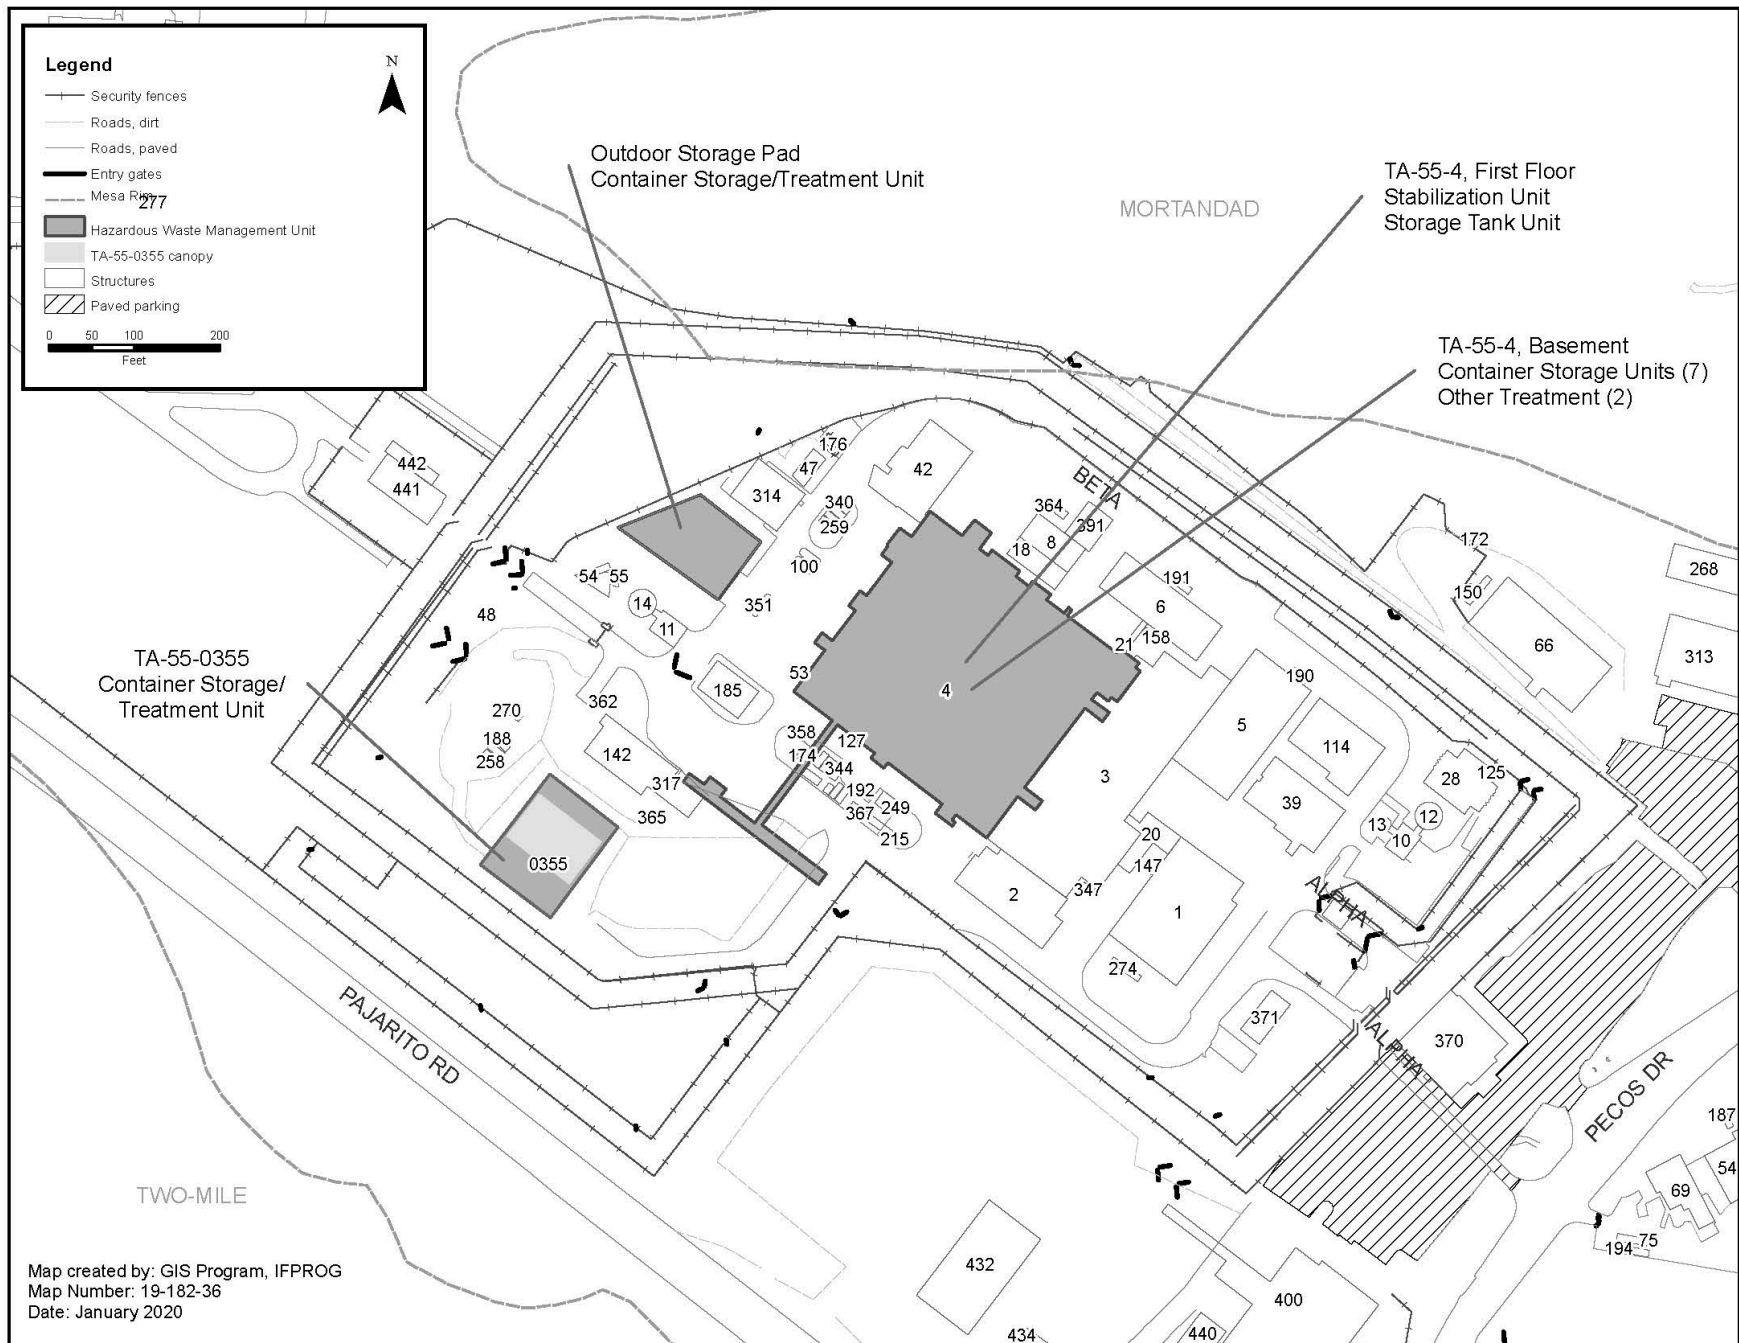 Legend
N
Security fences
Roads, dirt
Roads, paved
Entry gates
Mesa Rim
277
Hazardous Waste Management Unit
TA-55-0355 canopy
Structures
Paved parking
0 50 100 200
Feet
Outdoor Storage Pad
Container Storage/Treatment Unit
TA-55-4, First Floor
Stabilization Unit
Storage Tank Unit
MORTANDAD
TA-55-4, Basement
Container Storage Units (7)
Other Treatment (2)
TA-55-0355
Container Storage/
Treatment Unit
442
441
176
47
42
314
340
259
BETA
364
391
18
8
100
54
55
14
11
351
48
191
6
158
21
172
150
268
66
313
53
185
4
190
5
114
362
270
188
258
142
317
365
358
127
174
344
192
249
367
215
3
28
125
39
12
13
10
0355
20
147
347
2
1
274
ALPHA
371
ALPHA
370
PAJARITO RD
PECOS DR
187
54
69
75
194
TWO-MILE
432
434
400
440
Map created by: GIS Program, IFPROG
Map Number: 19-182-36
Date: January 2020